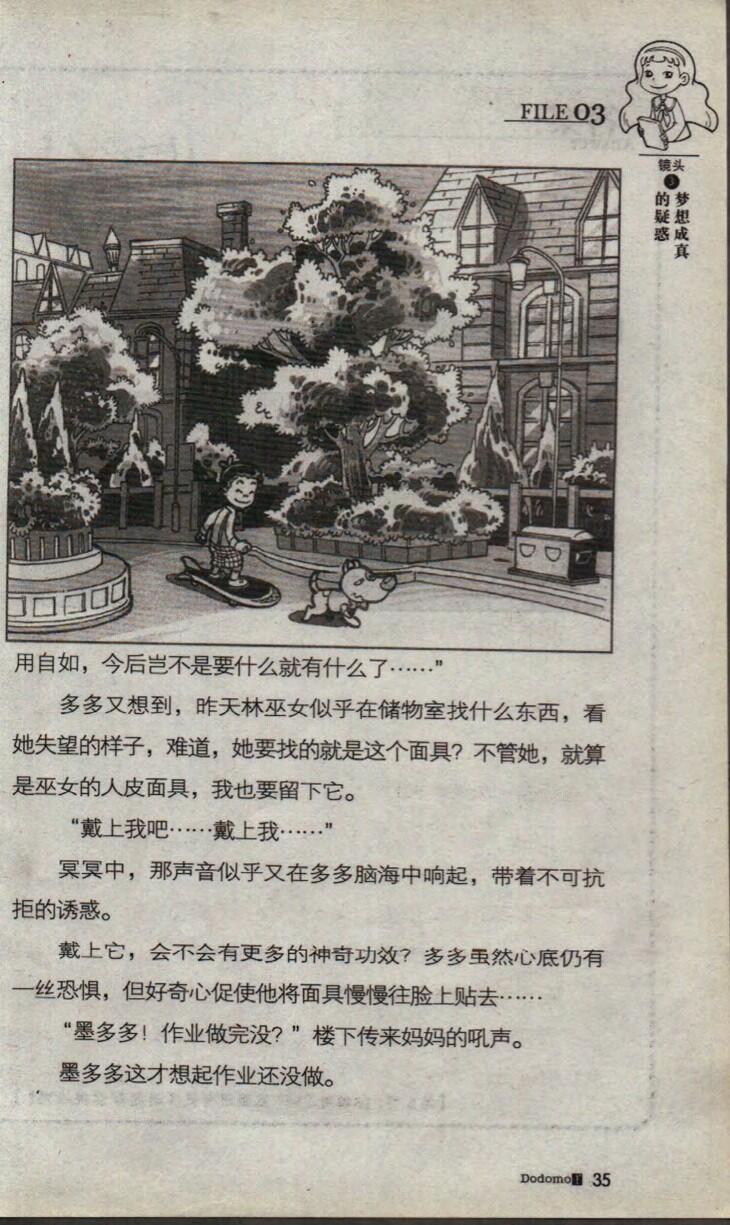 FILE 03
镜头
3
梦想成真
的疑惑
用自如，今后岂不是要什么就有什么了……”
多多又想到，昨天林巫女似乎在储物室找什么东西，看
她失望的样子，难道，她要找的就是这个面具？不管她，就算
是巫女的人皮面具，我也要留下它。
“戴上我吧……戴上我……”
冥冥中，那声音似乎又在多多脑海中响起，带着不可抗
拒的诱惑。
戴上它，会不会有更多的神奇功效？多多虽然心底仍有
一丝恐惧，但好奇心促使他将面具慢慢往脸上贴去……
“墨多多！作业做完没？”楼下传来妈妈的吼声。
墨多多这才想起作业还没做。
Dodomo! 35